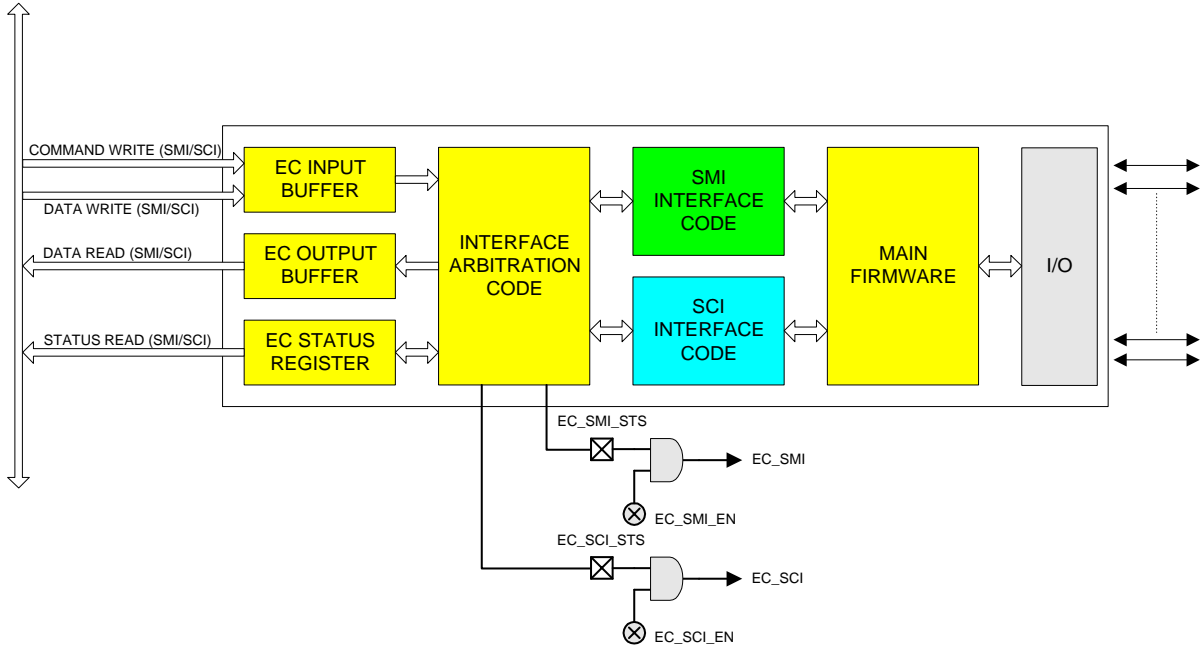 COMMAND WRITE (SMI/SCI)
DATA WRITE (SMI/SCI)
DATA READ (SMI/SCI)
STATUS READ (SMI/SCI)
EC INPUT
BUFFER
EC OUTPUT
BUFFER
EC STATUS
REGISTER
INTERFACE
ARBITRATION
CODE
SMI
INTERFACE
CODE
SCI
INTERFACE
CODE
MAIN
FIRMWARE
I/O
EC_SMI_STS
EC_SMI
EC_SMI_EN
EC_SCI_STS
EC_SCI
EC_SCI_EN